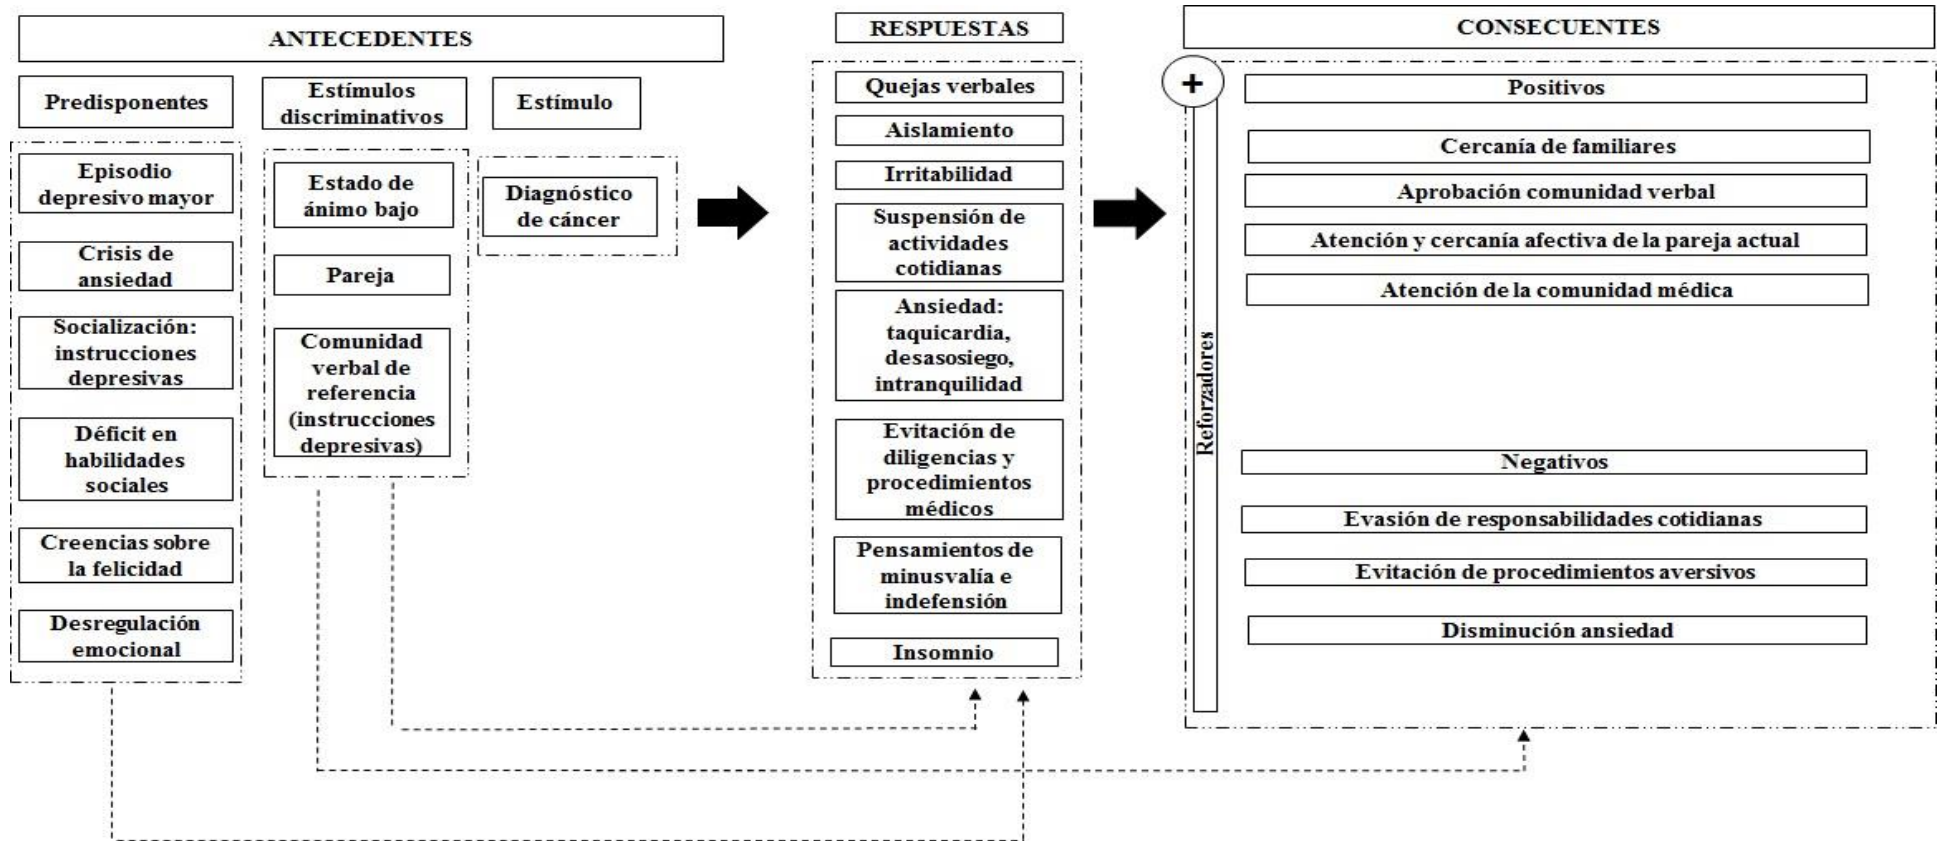 ANTECEDENTES
Predisponentes
Episodio
depresivo mayor
Crisis de
ansiedad
Socialización:
instrucciones
depresivas
Déficit en
habilidades
sociales
Creencias sobre
la felicidad
Desregulación
emocional
Estímulos
discriminativos
Estado de
ánimo bajo
Pareja
Comunidad
verbal de
referencia
(instrucciones
depresivas)
Estímulo
Diagnóstico
de cáncer
RESPUESTAS
Quejas verbales
Aislamiento
Irritabilidad
Suspensión de
actividades
cotidianas
Ansiedad:
taquicardia,
desasosiego,
intranquilidad
Evitación de
diligencias y
procedimientos
médicos
Pensamientos de
minusvalía e
indefensión
Insomnio
CONSECUENTES
+
Reforzadores
Positivos
Cercanía de familiares
Aprobación comunidad verbal
Atención y cercanía afectiva de la pareja actual
Atención de la comunidad médica
Negativos
Evasión de responsabilidades cotidianas
Evitación de procedimientos aversivos
Disminución ansiedad